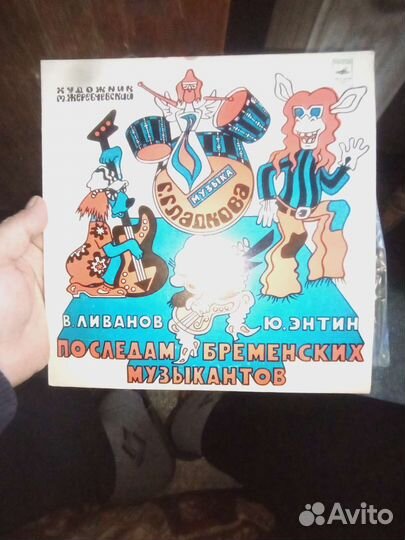 ХУДОЖНИК
М. ЖЕРЕБЧЕВСКИЙ
МУЗЫКА
Г. ГЛАДКОВА
В. ЛИВАНОВ Ю. ЭНТИН
ПО СЛЕДАМ БРЕМЕНСКИХ
МУЗЫКАНТОВ
Avito